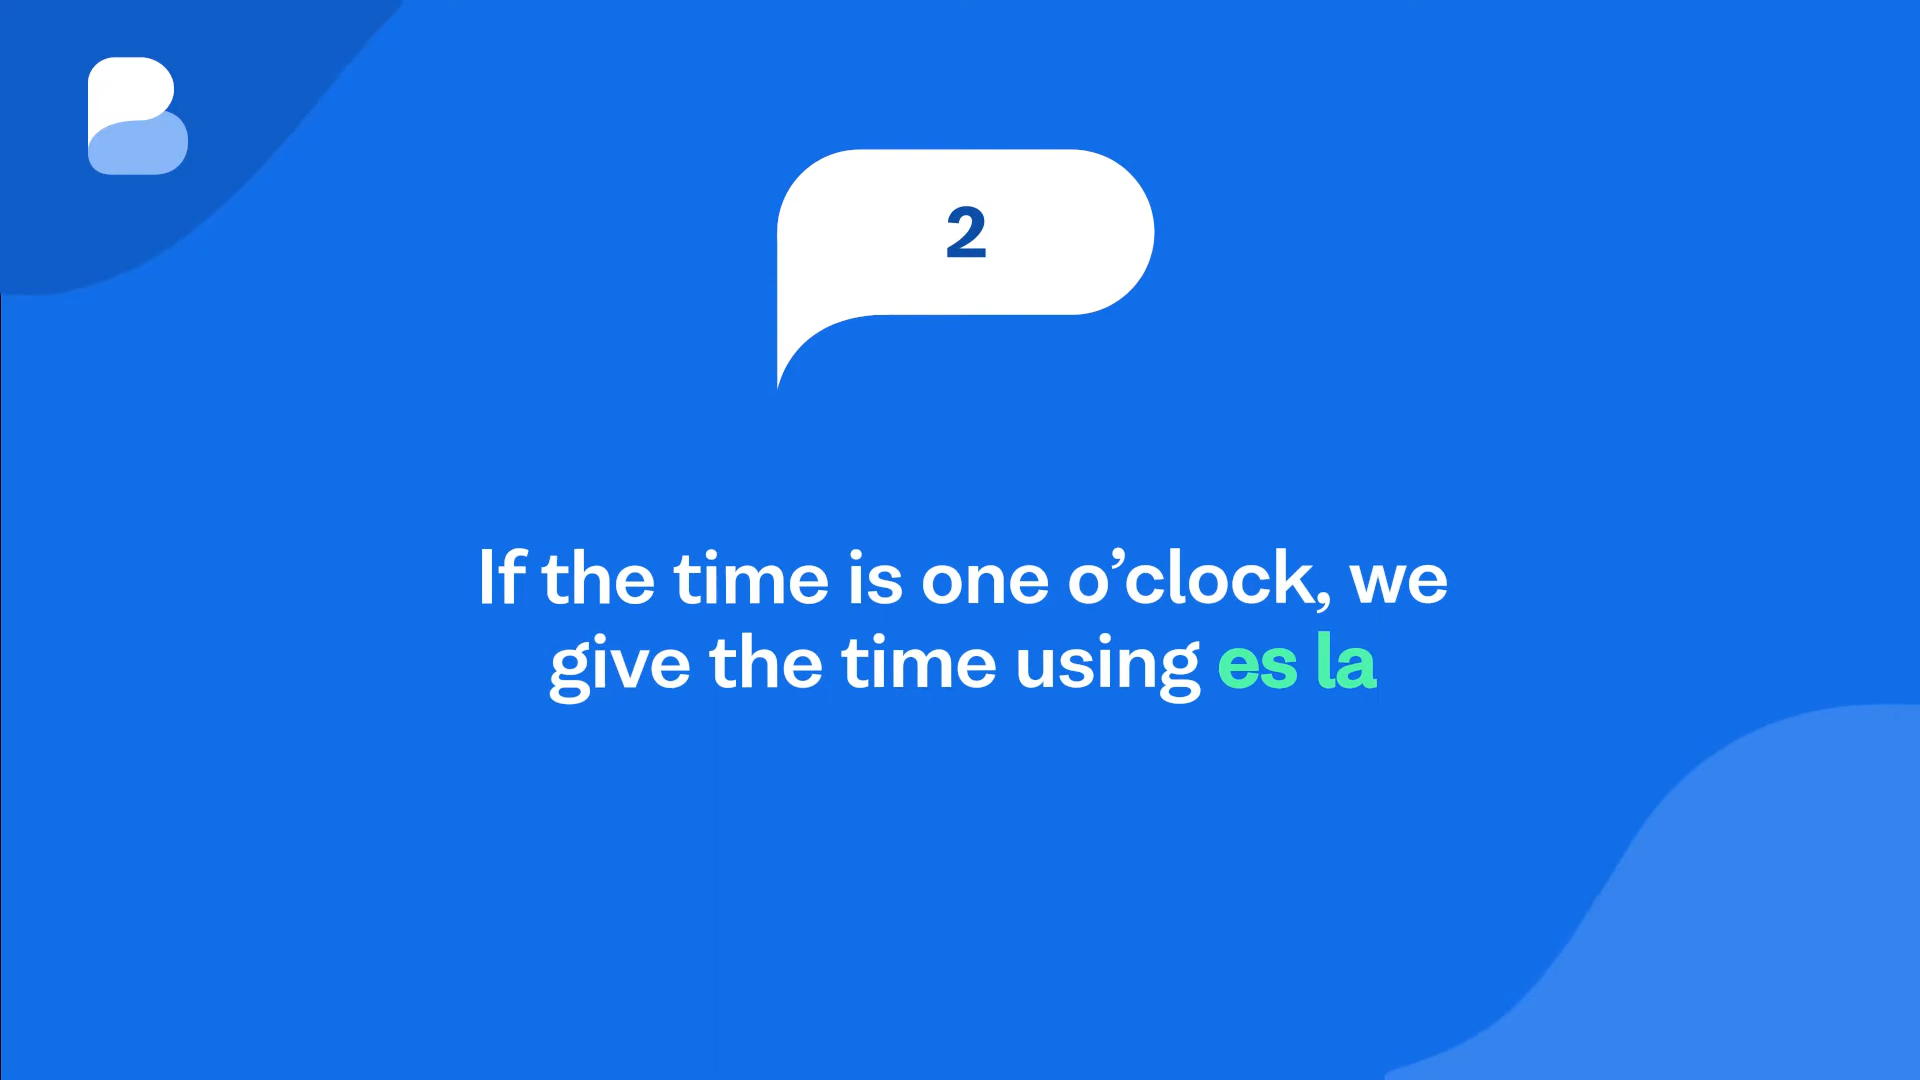 2
If the time is one o’clock, we
give the time using es la